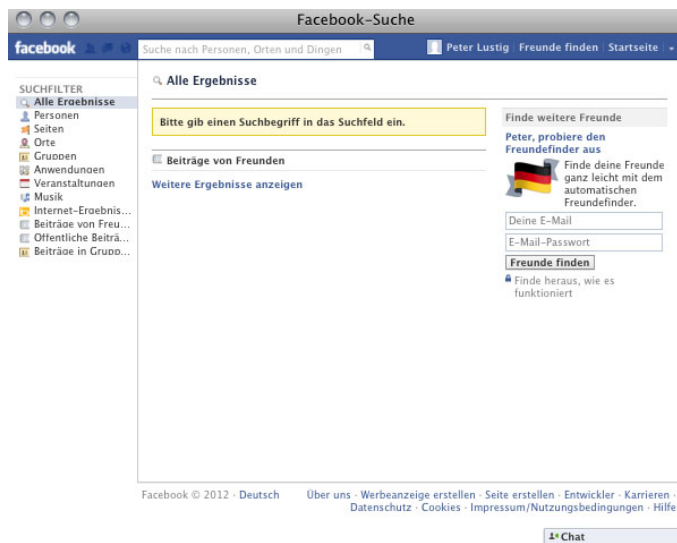 Facebook-Suche
facebook
Suche nach Personen, Orten und Dingen
Peter Lustig
Freunde finden
Startseite
SUCHFILTER
Alle Ergebnisse
Personen
Seiten
Orte
Gruppen
Anwendungen
Veranstaltungen
Musik
Internet-Ergebnis...
Beiträge von Freu...
Öffentliche Beiträ...
Beiträge in Grupp...
Alle Ergebnisse
Bitte gib einen Suchbegriff in das Suchfeld ein.
Beiträge von Freunden
Weitere Ergebnisse anzeigen
Finde weitere Freunde
Peter, probiere den
Freundefinder aus
Finde deine Freunde
ganz leicht mit dem
automatischen
Freundefinder.
Deine E-Mail
E-Mail-Passwort
Freunde finden
Finde heraus, wie es
funktioniert
Facebook © 2012 · Deutsch
Über uns · Werbeanzeige erstellen · Seite erstellen · Entwickler · Karrieren ·
Datenschutz · Cookies · Impressum/Nutzungsbedingungen · Hilfe
Chat